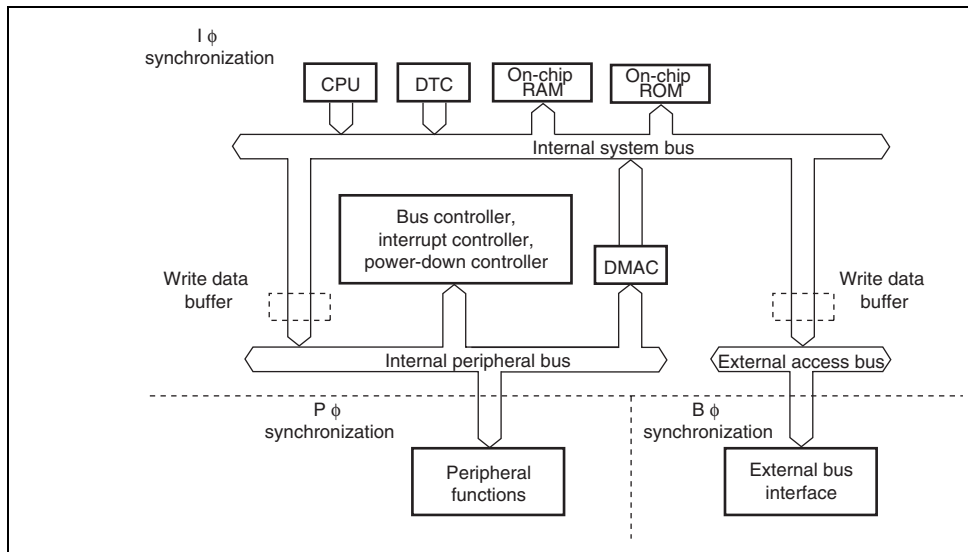 I ϕ
synchronization
CPU
DTC
On-chip
RAM
On-chip
ROM
Internal system bus
Bus controller,
interrupt controller,
power-down controller
DMAC
Write data
buffer
Write data
buffer
Internal peripheral bus
External access bus
P ϕ
synchronization
B ϕ
synchronization
Peripheral
functions
External bus
interface